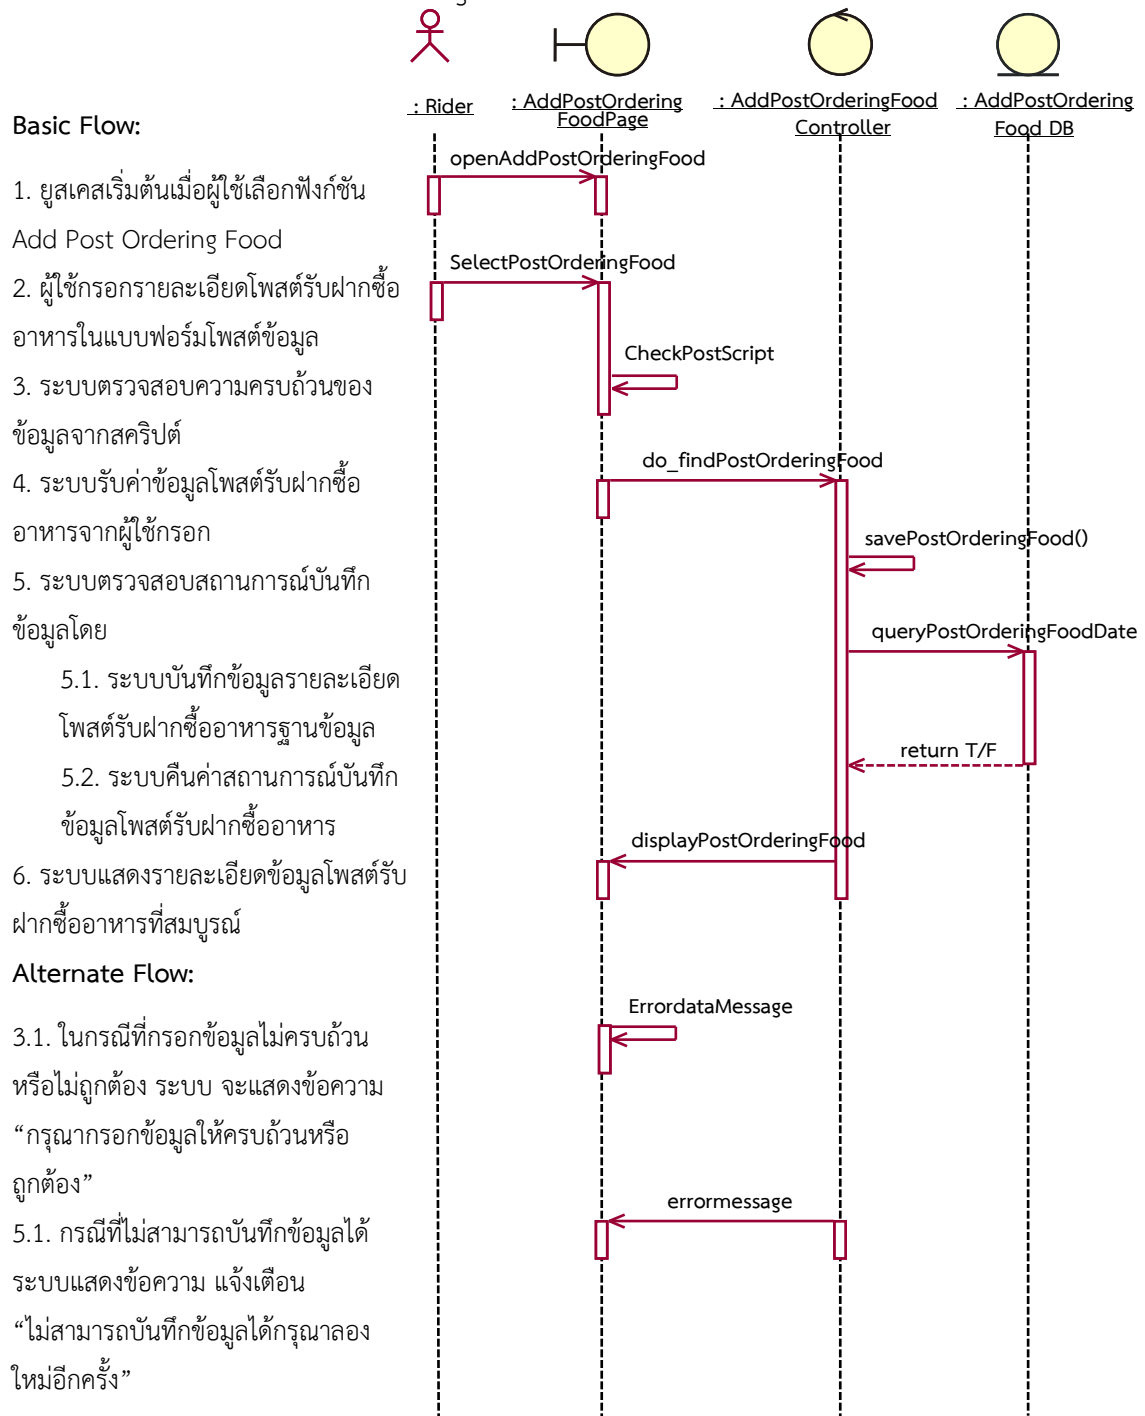 : Rider
: AddPostOrdering
FoodPage
: AddPostOrderingFood
Controller
: AddPostOrdering
Food DB
Basic Flow:
1. ยูสเคสเริ่มต้นเมื่อผู้ใช้เลือกฟังก์ชัน
Add Post Ordering Food
2. ผู้ใช้กรอกรายละเอียดโพสต์รับฝากซื้อ
อาหารในแบบฟอร์มโพสต์ข้อมูล
3. ระบบตรวจสอบความครบถ้วนของ
ข้อมูลจากสคริปต์
4. ระบบรับค่าข้อมูลโพสต์รับฝากซื้อ
อาหารจากผู้ใช้กรอก
5. ระบบตรวจสอบสถานการณ์บันทึก
ข้อมูลโดย
5.1. ระบบบันทึกข้อมูลรายละเอียด
โพสต์รับฝากซื้ออาหารฐานข้อมูล
5.2. ระบบคืนค่าสถานการณ์บันทึก
ข้อมูลโพสต์รับฝากซื้ออาหาร
6. ระบบแสดงรายละเอียดข้อมูลโพสต์รับ
ฝากซื้ออาหารที่สมบูรณ์
Alternate Flow:
3.1. ในกรณีที่กรอกข้อมูลไม่ครบถ้วน
หรือไม่ถูกต้อง ระบบ จะแสดงข้อความ
“กรุณากรอกข้อมูลให้ครบถ้วนหรือ
ถูกต้อง”
5.1. กรณีที่ไม่สามารถบันทึกข้อมูลได้
ระบบแสดงข้อความ แจ้งเตือน
“ไม่สามารถบันทึกข้อมูลได้กรุณาลอง
ใหม่อีกครั้ง”
openAddPostOrderingFood
SelectPostOrderingFood
CheckPostScript
do_findPostOrderingFood
savePostOrderingFood()
queryPostOrderingFoodDate
return T/F
displayPostOrderingFood
ErrordataMessage
errormessage